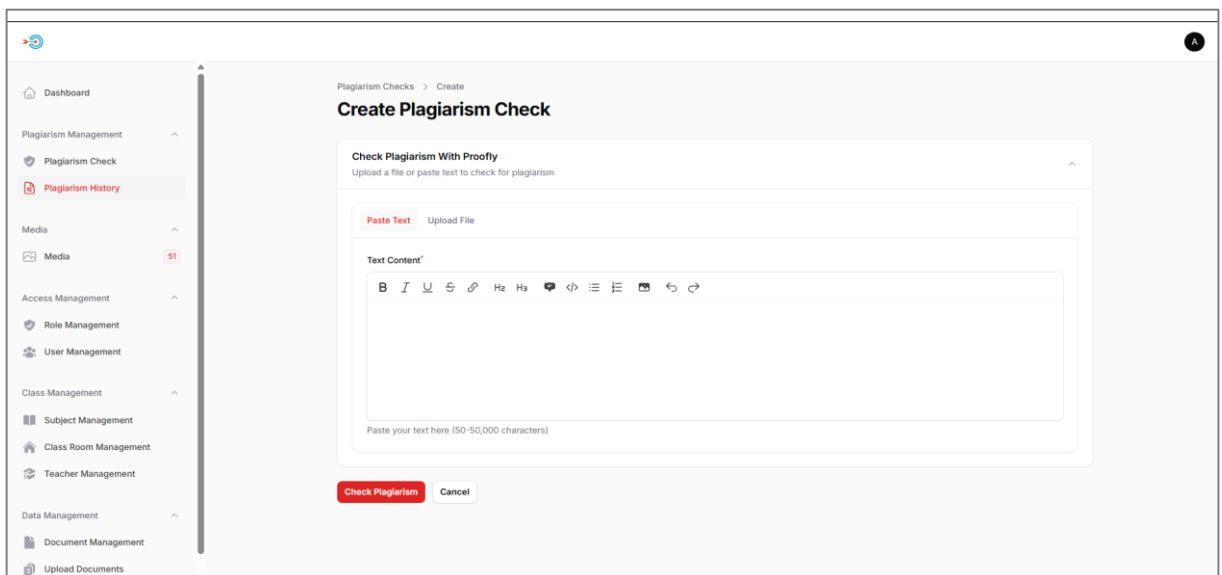 A
Dashboard
Plagiarism Management
Plagiarism Check
Plagiarism History
Media
Media 51
Access Management
Role Management
User Management
Class Management
Subject Management
Class Room Management
Teacher Management
Data Management
Document Management
Upload Documents
Plagiarism Checks > Create
Create Plagiarism Check
Check Plagiarism With Proofly
Upload a file or paste text to check for plagiarism
Paste Text Upload File
Text Content*
B I U S H2 H3
Paste your text here (50-50,000 characters)
Check Plagiarism Cancel